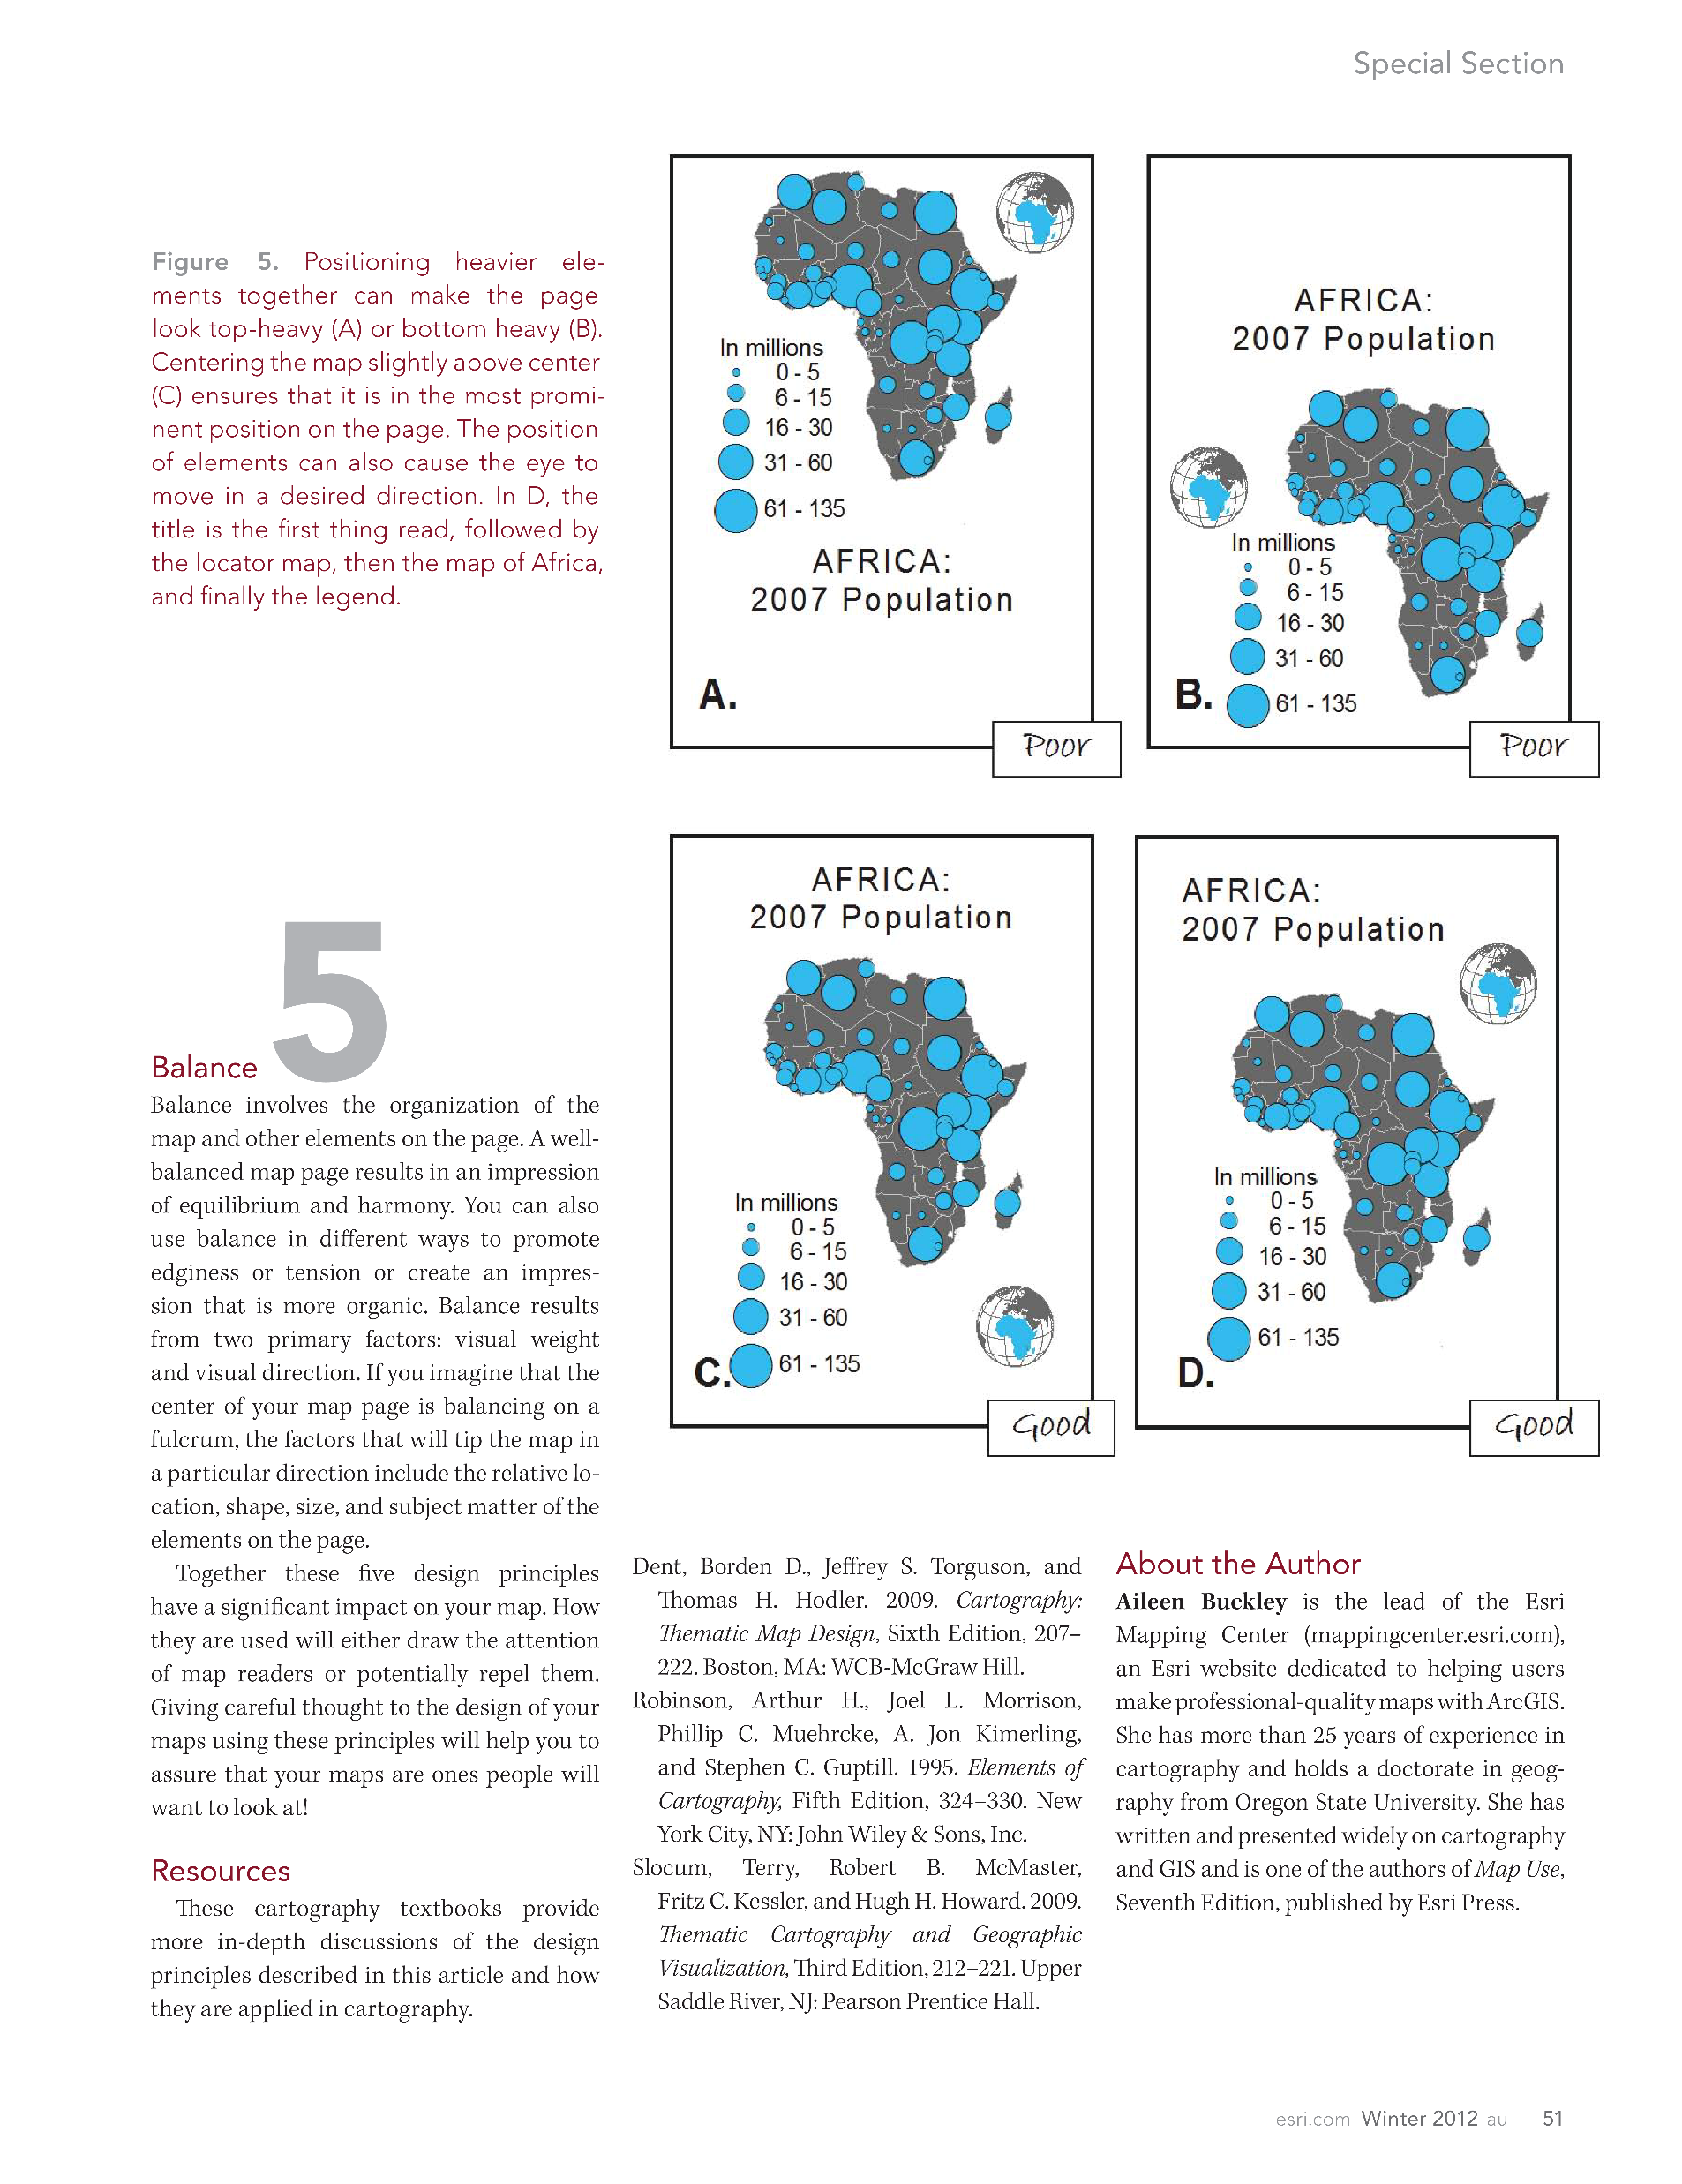 Special Section
Figure 5. Positioning heavier ele-
ments together can make the page
look top-heavy (A) or bottom heavy (B).
Centering the map slightly above center
(C) ensures that it is in the most promi-
nent position on the page. The position
of elements can also cause the eye to
move in a desired direction. In D, the
title is the first thing read, followed by
the locator map, then the map of Africa,
and finally the legend.
In millions
0 - 5
6 - 15
16 - 30
31 - 60
61 - 135
AFRICA:
2007 Population
A.
Poor
AFRICA:
2007 Population
In millions
0 - 5
6 - 15
16 - 30
31 - 60
61 - 135
B.
Poor
AFRICA:
2007 Population
In millions
0 - 5
6 - 15
16 - 30
31 - 60
61 - 135
C.
Good
AFRICA:
2007 Population
In millions
0 - 5
6 - 15
16 - 30
31 - 60
61 - 135
D.
Good
5
Balance
Balance involves the organization of the
map and other elements on the page. A well-
balanced map page results in an impression
of equilibrium and harmony. You can also
use balance in different ways to promote
edginess or tension or create an impres-
sion that is more organic. Balance results
from two primary factors: visual weight
and visual direction. If you imagine that the
center of your map page is balancing on a
fulcrum, the factors that will tip the map in
a particular direction include the relative lo-
cation, shape, size, and subject matter of the
elements on the page.
Together these five design principles
have a significant impact on your map. How
they are used will either draw the attention
of map readers or potentially repel them.
Giving careful thought to the design of your
maps using these principles will help you to
assure that your maps are ones people will
want to look at!
Resources
These cartography textbooks provide
more in-depth discussions of the design
principles described in this article and how
they are applied in cartography.
Dent, Borden D., Jeffrey S. Torguson, and
Thomas H. Hodler. 2009. Cartography:
Thematic Map Design, Sixth Edition, 207–
222. Boston, MA: WCB-McGraw Hill.
Robinson, Arthur H., Joel L. Morrison,
Phillip C. Muehrcke, A. Jon Kimerling,
and Stephen C. Guptill. 1995. Elements of
Cartography, Fifth Edition, 324–330. New
York City, NY: John Wiley & Sons, Inc.
Slocum, Terry, Robert B. McMaster,
Fritz C. Kessler, and Hugh H. Howard. 2009.
Thematic Cartography and Geographic
Visualization, Third Edition, 212–221. Upper
Saddle River, NJ: Pearson Prentice Hall.
About the Author
Aileen Buckley is the lead of the Esri
Mapping Center (mappingcenter.esri.com),
an Esri website dedicated to helping users
make professional-quality maps with ArcGIS.
She has more than 25 years of experience in
cartography and holds a doctorate in geog-
raphy from Oregon State University. She has
written and presented widely on cartography
and GIS and is one of the authors of Map Use,
Seventh Edition, published by Esri Press.
esri.com Winter 2012 au 51